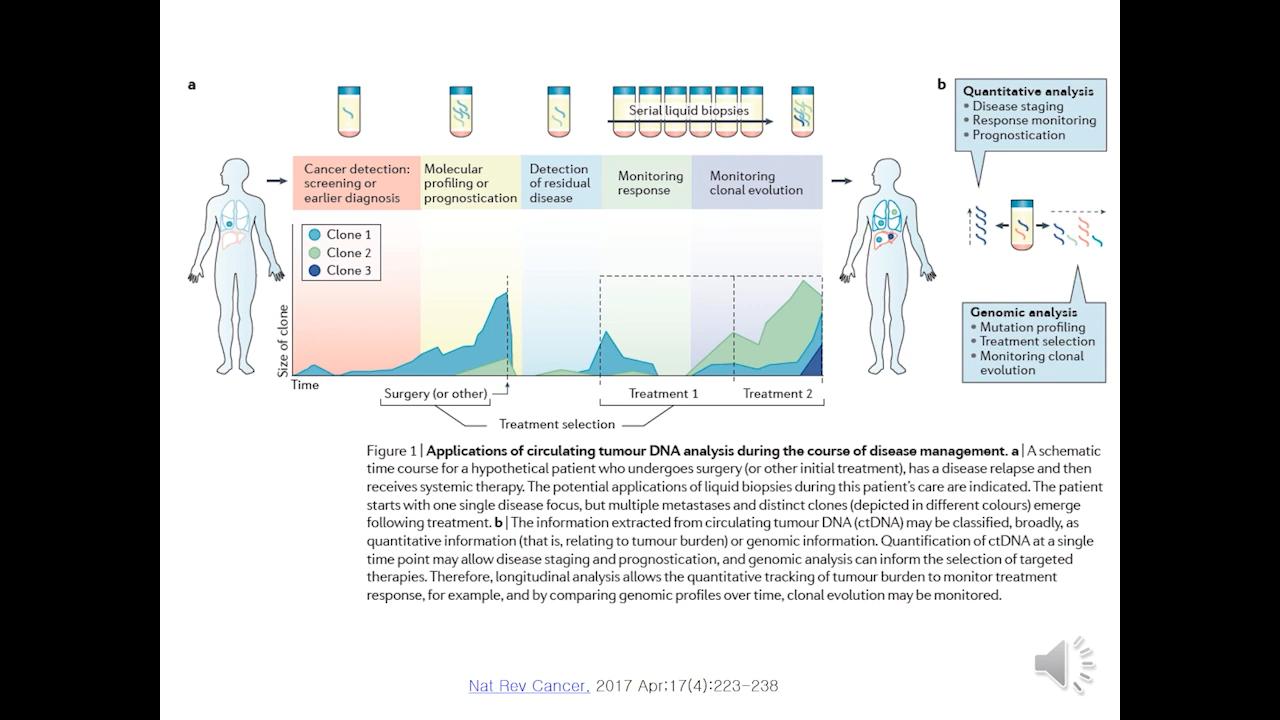 a
Serial liquid biopsies
Cancer detection:
screening or
earlier diagnosis
Molecular
profiling or
prognostication
Detection
of residual
disease
Monitoring
response
Monitoring
clonal evolution
Clone 1
Clone 2
Clone 3
Size of clone
Time
Surgery (or other)
Treatment 1
Treatment 2
Treatment selection
b
Quantitative analysis
• Disease staging
• Response monitoring
• Prognostication
Genomic analysis
• Mutation profiling
• Treatment selection
• Monitoring clonal
evolution
Figure 1 | Applications of circulating tumour DNA analysis during the course of disease management. a | A schematic
time course for a hypothetical patient who undergoes surgery (or other initial treatment), has a disease relapse and then
receives systemic therapy. The potential applications of liquid biopsies during this patient's care are indicated. The patient
starts with one single disease focus, but multiple metastases and distinct clones (depicted in different colours) emerge
following treatment. b | The information extracted from circulating tumour DNA (ctDNA) may be classified, broadly, as
quantitative information (that is, relating to tumour burden) or genomic information. Quantification of ctDNA at a single
time point may allow disease staging and prognostication, and genomic analysis can inform the selection of targeted
therapies. Therefore, longitudinal analysis allows the quantitative tracking of tumour burden to monitor treatment
response, for example, and by comparing genomic profiles over time, clonal evolution may be monitored.
Nat Rev Cancer. 2017 Apr;17(4):223-238